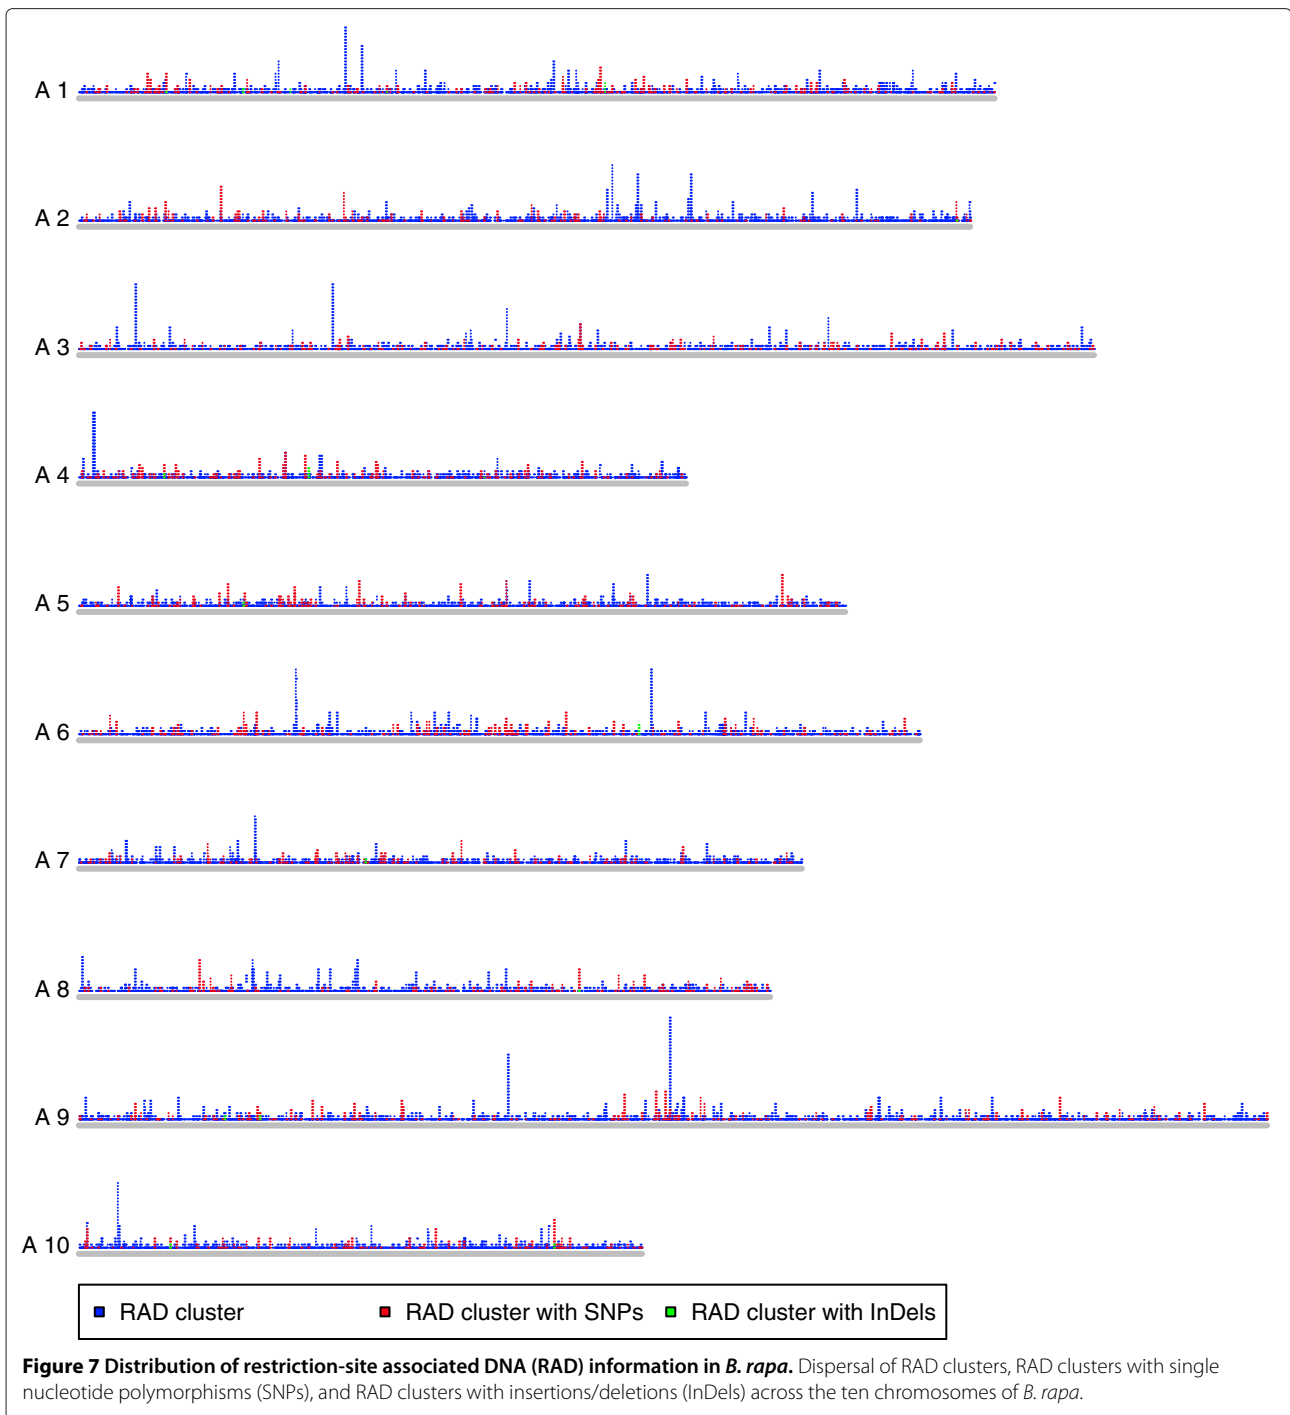 A 1
A 2
A 3
A 4
A 5
A 6
A 7
A 8
A 9
A 10
RAD cluster RAD cluster with SNPs RAD cluster with InDels
Figure 7 Distribution of restriction-site associated DNA (RAD) information in B. rapa. Dispersal of RAD clusters, RAD clusters with single
nucleotide polymorphisms (SNPs), and RAD clusters with insertions/deletions (InDels) across the ten chromosomes of B. rapa.